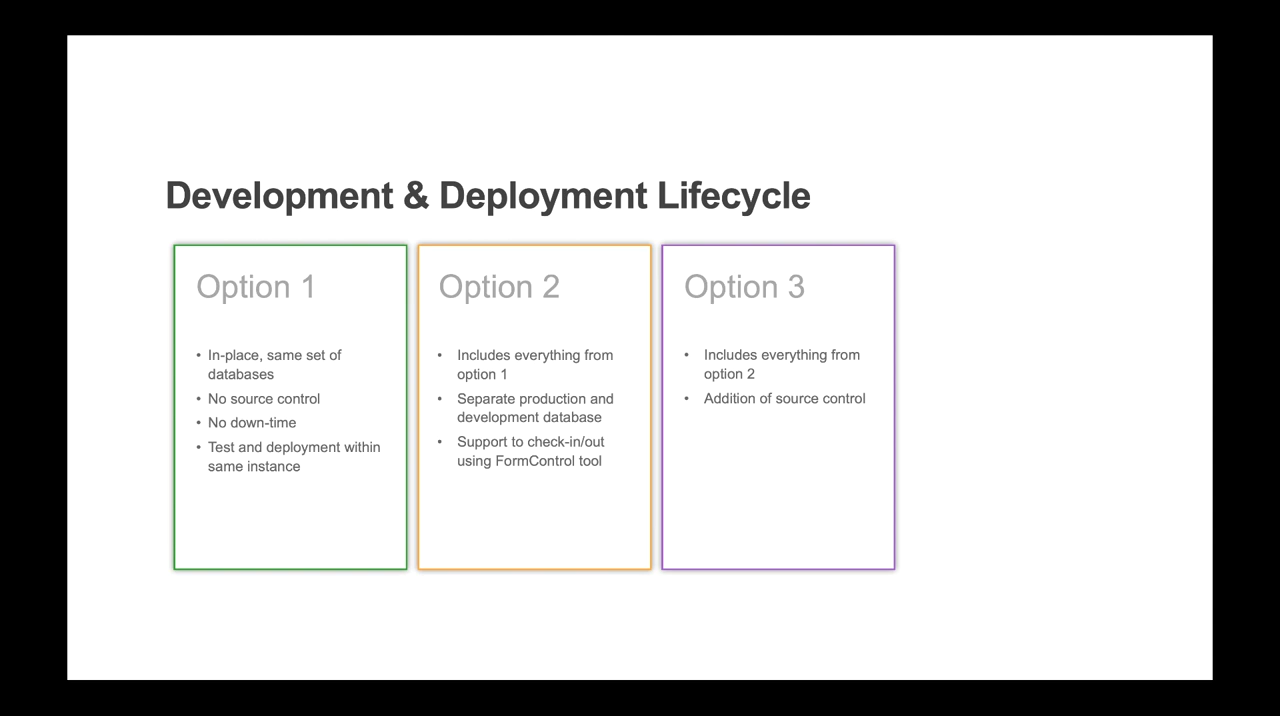 Development & Deployment Lifecycle
Option 1
• In-place, same set of
databases
• No source control
• No down-time
• Test and deployment within
same instance
Option 2
• Includes everything from
option 1
• Separate production and
development database
• Support to check-in/out
using FormControl tool
Option 3
• Includes everything from
option 2
• Addition of source control